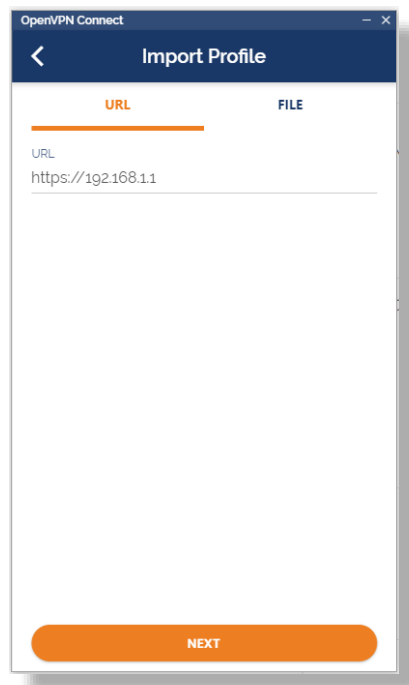 OpenVPN Connect
Import Profile
URL
FILE
URL
https://192.168.1.1
NEXT